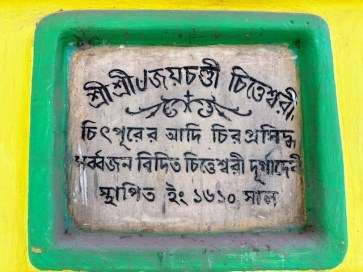 শ্রীশ্রী৺জয়চণ্ডী চিত্তেশ্বরী,
চিৎপুরের আদি চিরপ্রসিদ্ধ
সর্ব্বজন বিদিত চিত্তেশ্বরী দূর্গাদেবী
স্থাপিত ইং ১৬১০ সাল